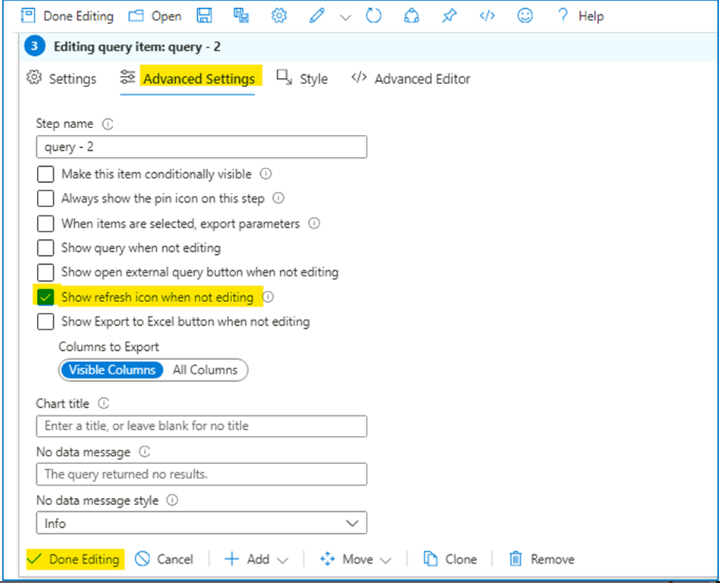 Done Editing Open Help
3 Editing query item: query - 2
Settings Advanced Settings Style Advanced Editor
Step name
query - 2
Make this item conditionally visible
Always show the pin icon on this step
When items are selected, export parameters
Show query when not editing
Show open external query button when not editing
Show refresh icon when not editing
Show Export to Excel button when not editing
Columns to Export
Visible Columns All Columns
Chart title
Enter a title, or leave blank for no title
No data message
The query returned no results.
No data message style
Info
Done Editing Cancel Add Move Clone Remove